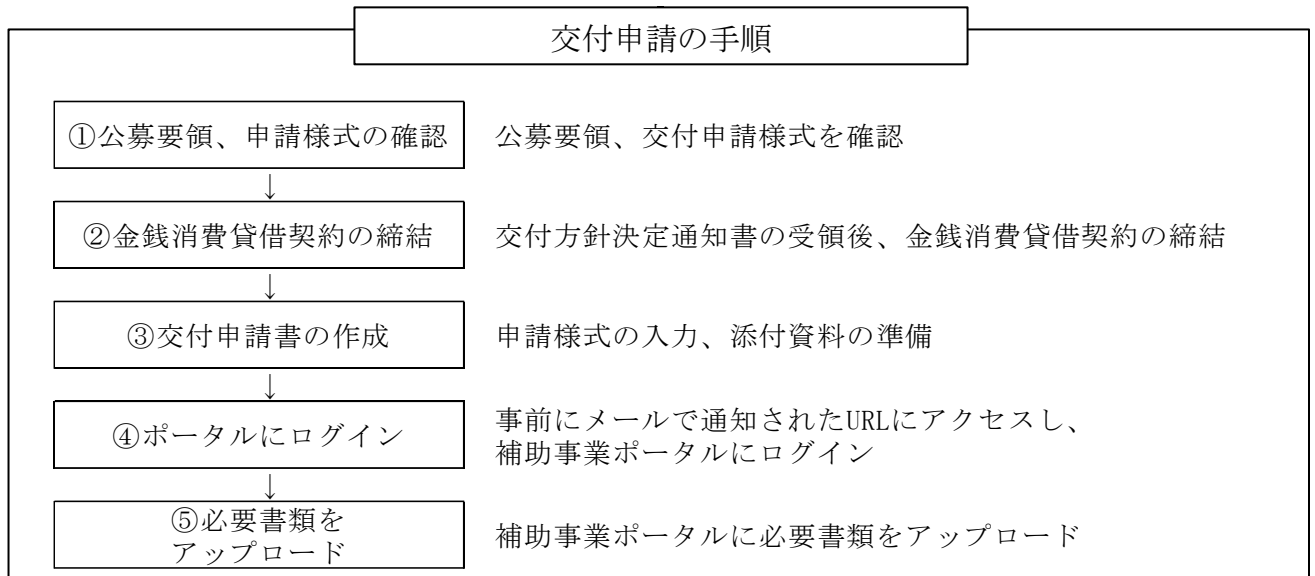 交付申請の手順
①公募要領、申請様式の確認
公募要領、交付申請様式を確認
↓
②金銭消費貸借契約の締結
交付方針決定通知書の受領後、金銭消費貸借契約の締結
↓
③交付申請書の作成
申請様式の入力、添付資料の準備
↓
④ポータルにログイン
事前にメールで通知されたURLにアクセスし、
補助事業ポータルにログイン
↓
⑤必要書類を
アップロード
補助事業ポータルに必要書類をアップロード